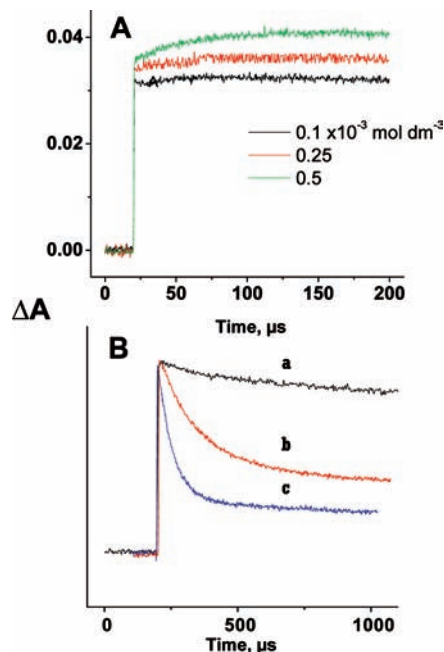 A
0.04
0.02
0.00
0.1 x10⁻³ mol dm⁻³
0.25
0.5
0 50 100 150 200
Time, µs
ΔA
B
a
b
c
0 500 1000
Time, µs